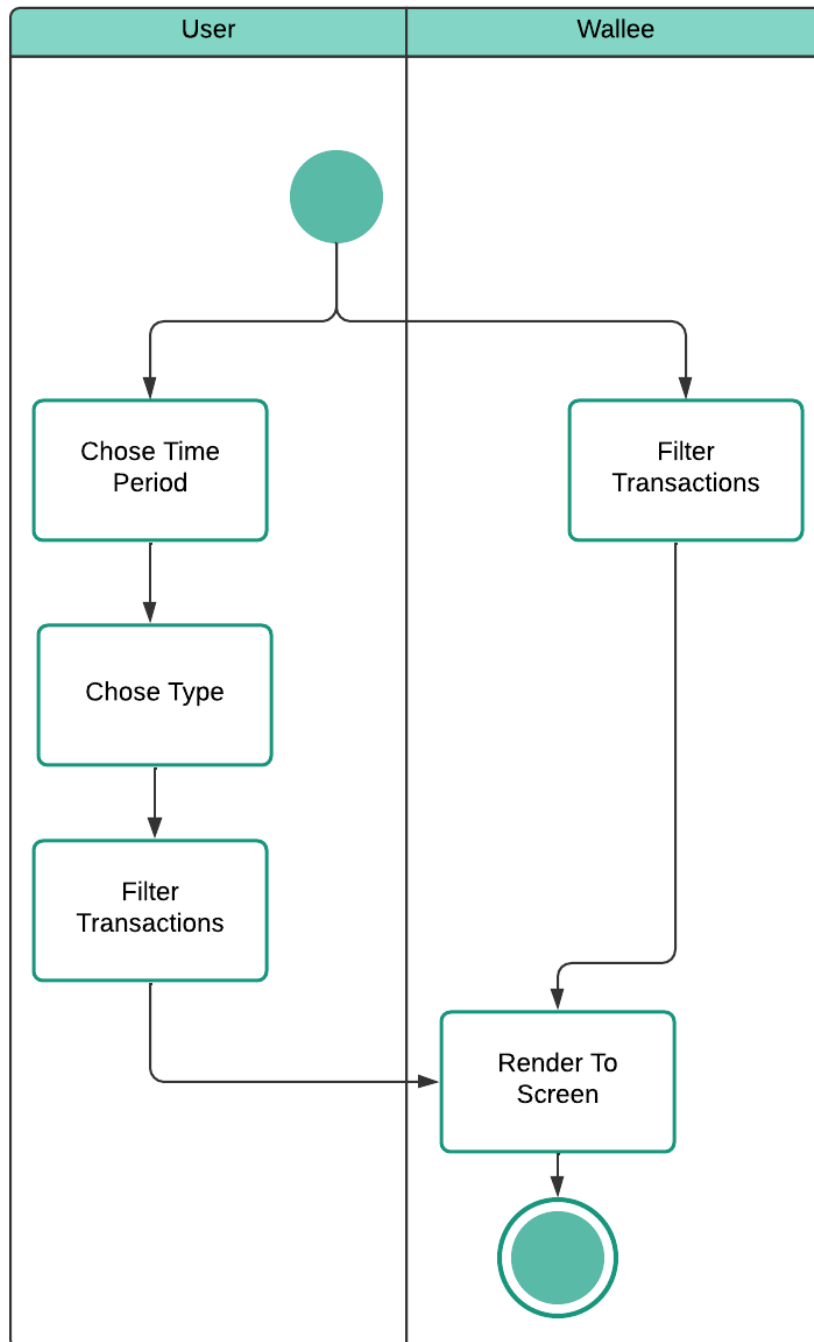 User
Wallee
Chose Time
Period
Filter
Transactions
Chose Type
Filter
Transactions
Render To
Screen